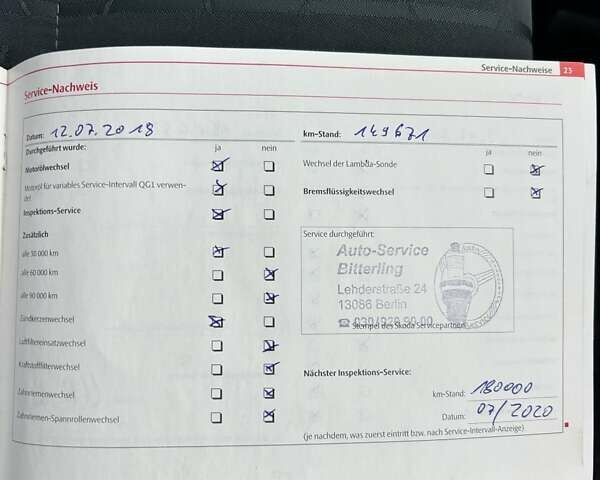 Service-Nachweise 23
Service-Nachweis
Datum: 12.07.2018
km-Stand: 149671
Durchgeführt wurde: ja nein
ja nein
Motorölwechsel
Wechsel der Lambda-Sonde
Motoröl für variables Service-Intervall QG1 verwen-
det
Bremsflüssigkeitswechsel
Inspektions-Service
Zusätzlich
alle 30 000 km
alle 60 000 km
alle 90 000 km
Zündkerzenwechsel
Luftfiltereinsatzwechsel
Kraftstofffilterwechsel
Zahnriemenwechsel
Zahnriemen-Spannrollenwechsel
Service durchgeführt:
Auto-Service
Bitterling
Lehderstraße 24
13086 Berlin
Stempel des Skoda Servicepartners
Nächster Inspektions-Service:
km-Stand: 180000
Datum: 07/2020
(je nachdem, was zuerst eintritt bzw. nach Service-Intervall-Anzeige)